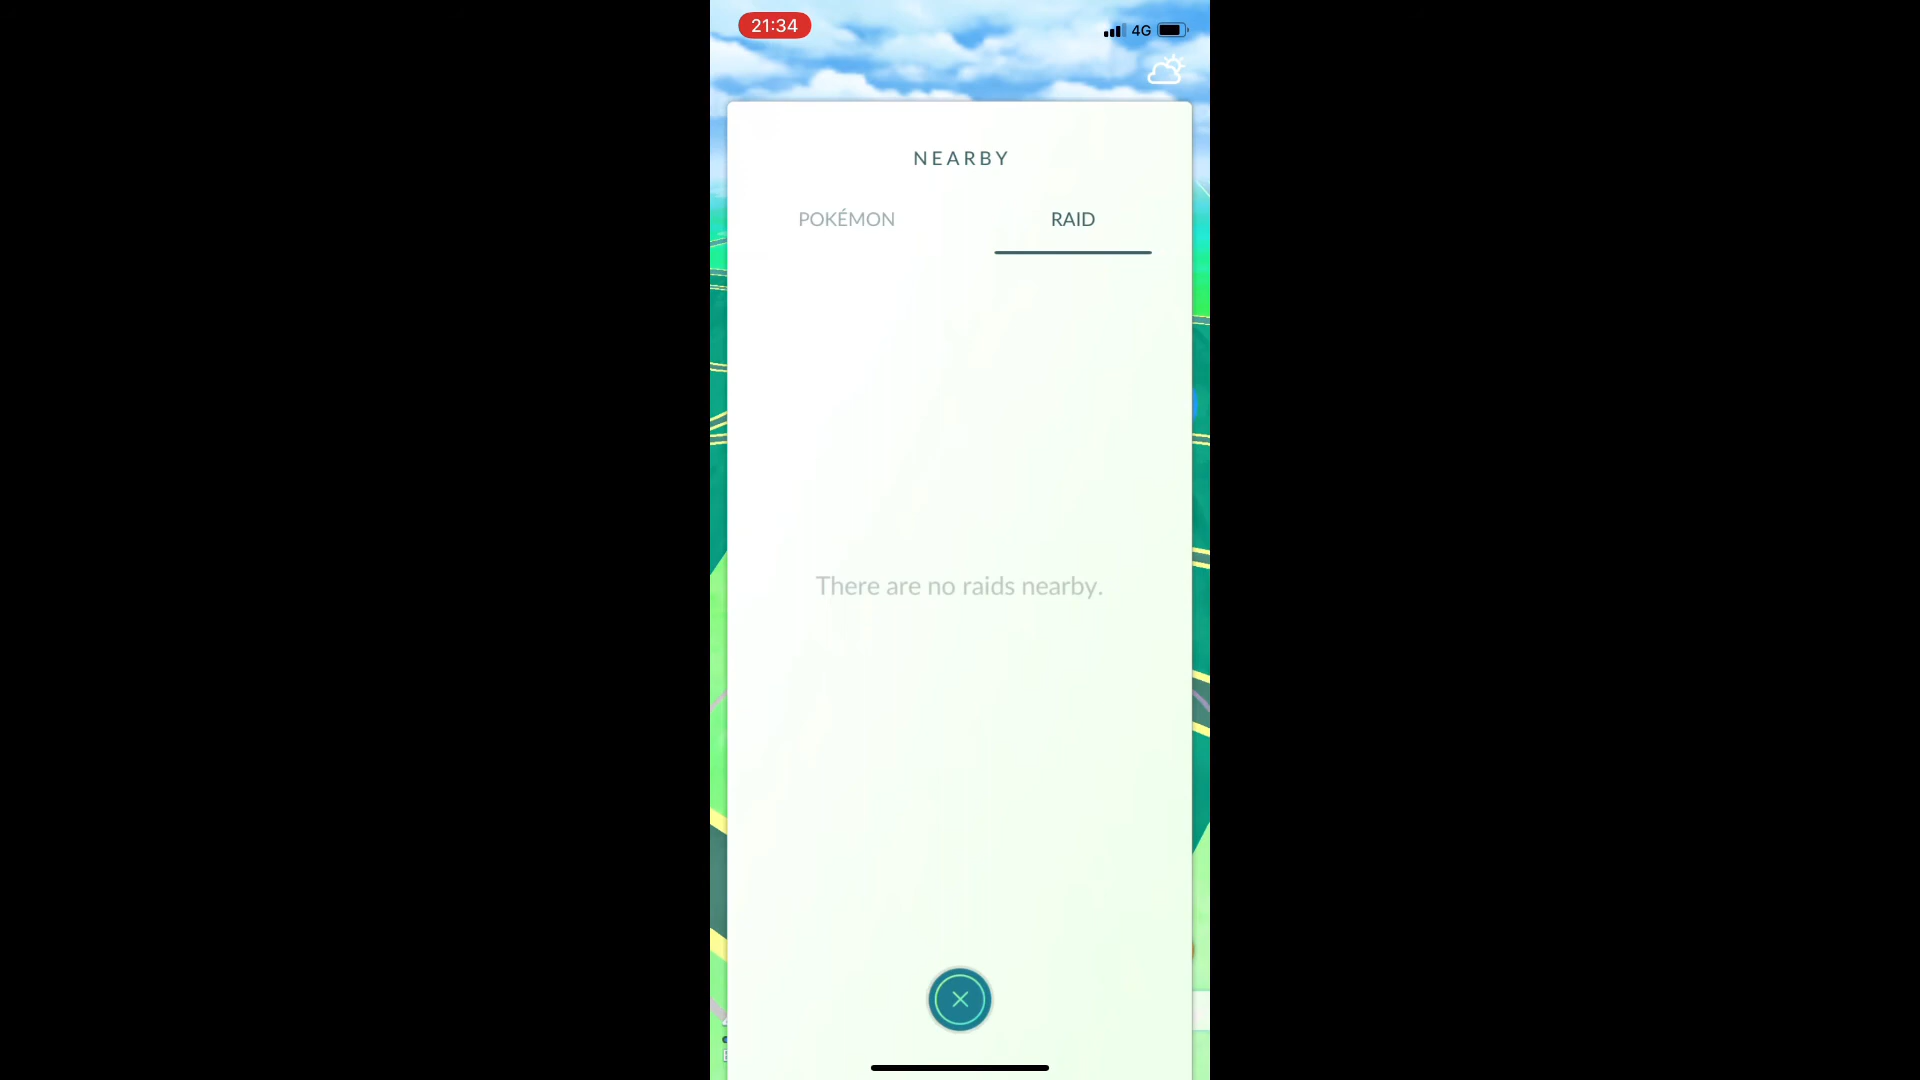 21:34
4G
NEARBY
POKÉMON
RAID
There are no raids nearby.